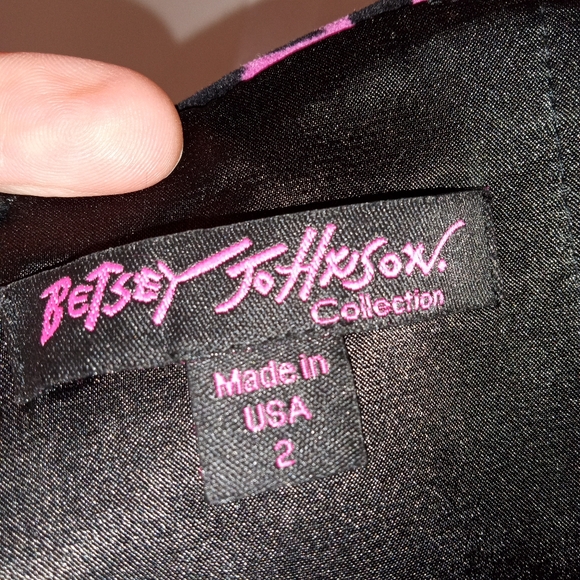 BETSEY JOHNSON.
Collection
Made in
USA
2